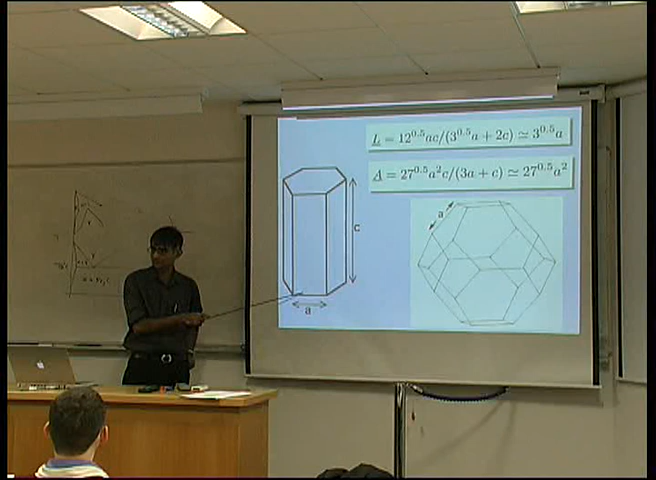 L = 12^0.5 ac/(3^0.5 a + 2c) ≃ 3^0.5 a
A = 27^0.5 a^2 c/(3a + c) ≃ 27^0.5 a^2
a
c
a